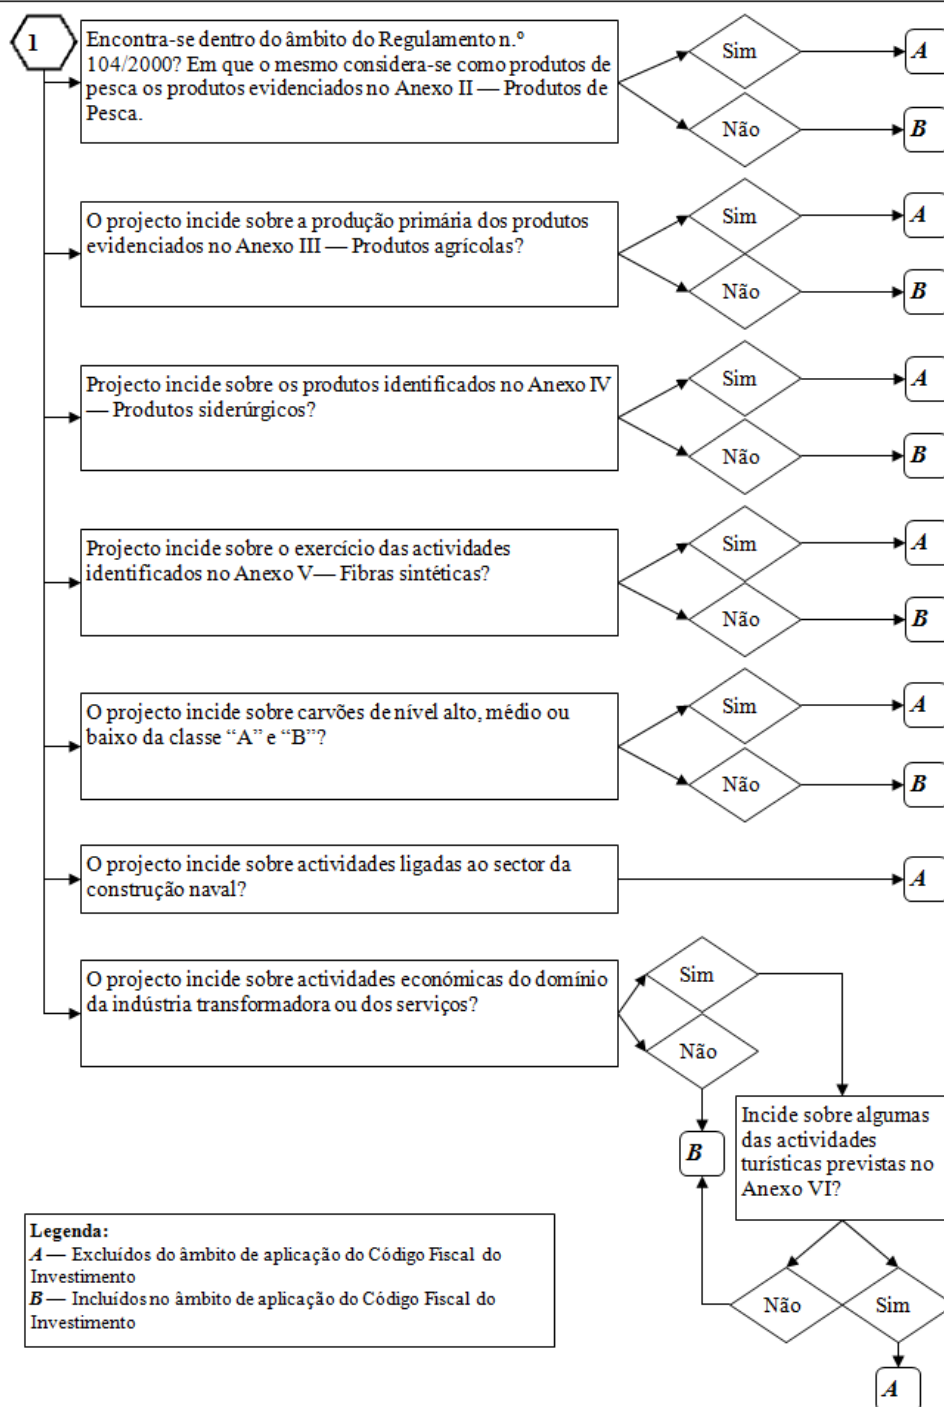 1
Encontra-se dentro do âmbito do Regulamento n.º
104/2000? Em que o mesmo considera-se como produtos de
pesca os produtos evidenciados no Anexo II — Produtos de
Pesca.
Sim
A
Não
B
O projecto incide sobre a produção primária dos produtos
evidenciados no Anexo III — Produtos agrícolas?
Sim
A
Não
B
Projecto incide sobre os produtos identificados no Anexo IV
— Produtos siderúrgicos?
Sim
A
Não
B
Projecto incide sobre o exercício das actividades
identificados no Anexo V— Fibras sintéticas?
Sim
A
Não
B
O projecto incide sobre carvões de nível alto, médio ou
baixo da classe “A” e “B”?
Sim
A
Não
B
O projecto incide sobre actividades ligadas ao sector da
construção naval?
A
O projecto incide sobre actividades económicas do domínio
da indústria transformadora ou dos serviços?
Sim
Não
B
Incide sobre algumas
das actividades
turísticas previstas no
Anexo VI?
Não
Sim
A
Legenda:
A — Excluídos do âmbito de aplicação do Código Fiscal do
Investimento
B — Incluídos no âmbito de aplicação do Código Fiscal do
Investimento